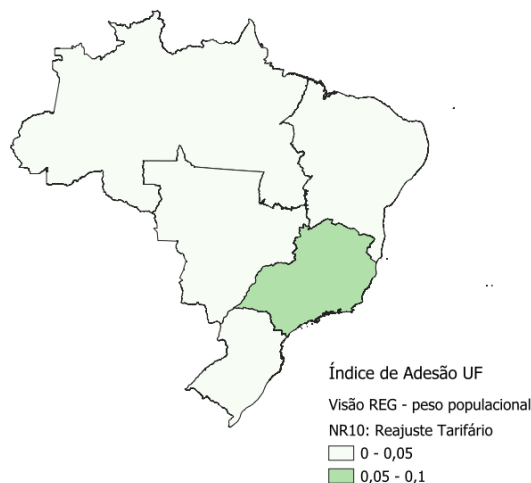 Índice de Adesão UF
Visão REG - peso populacional
NR10: Reajuste Tarifário
0 - 0,05
0,05 - 0,1